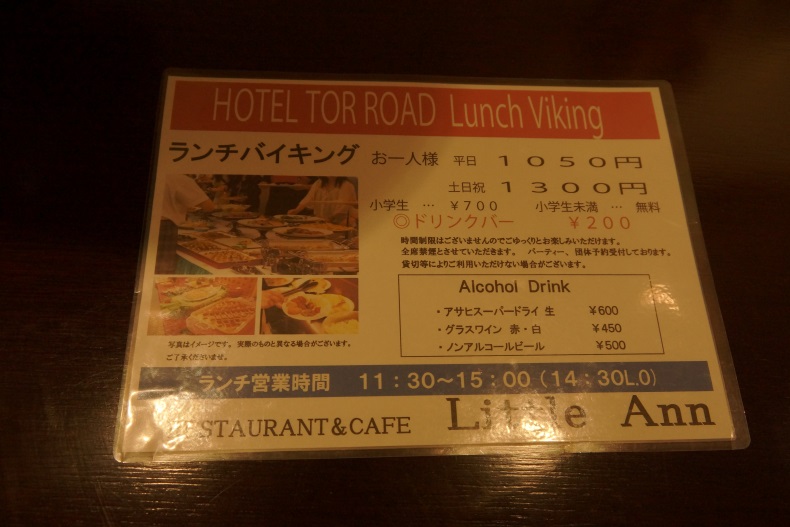 HOTEL TOR ROAD Lunch Viking
ランチバイキング お一人様 平日 1050円
土日祝 1300円
小学生 … ¥700 小学生未満 … 無料
◎ドリンクバー ¥200
時間制限はございませんのでごゆっくりとお楽しみいただけます。
全席禁煙とさせていただきます。 パーティー、団体予約受付しております。
貸切等によりご利用いただけない場合がございます。
Alcohol Drink
・アサヒスーパードライ 生 ¥600
・グラスワイン 赤・白 ¥450
・ノンアルコールビール ¥500
写真はイメージです。実際のものと異なる場合がございます。
ご了承くださいませ。
ランチ営業時間 11:30～15:00(14:30L.O)
RESTAURANT&CAFE Little Ann